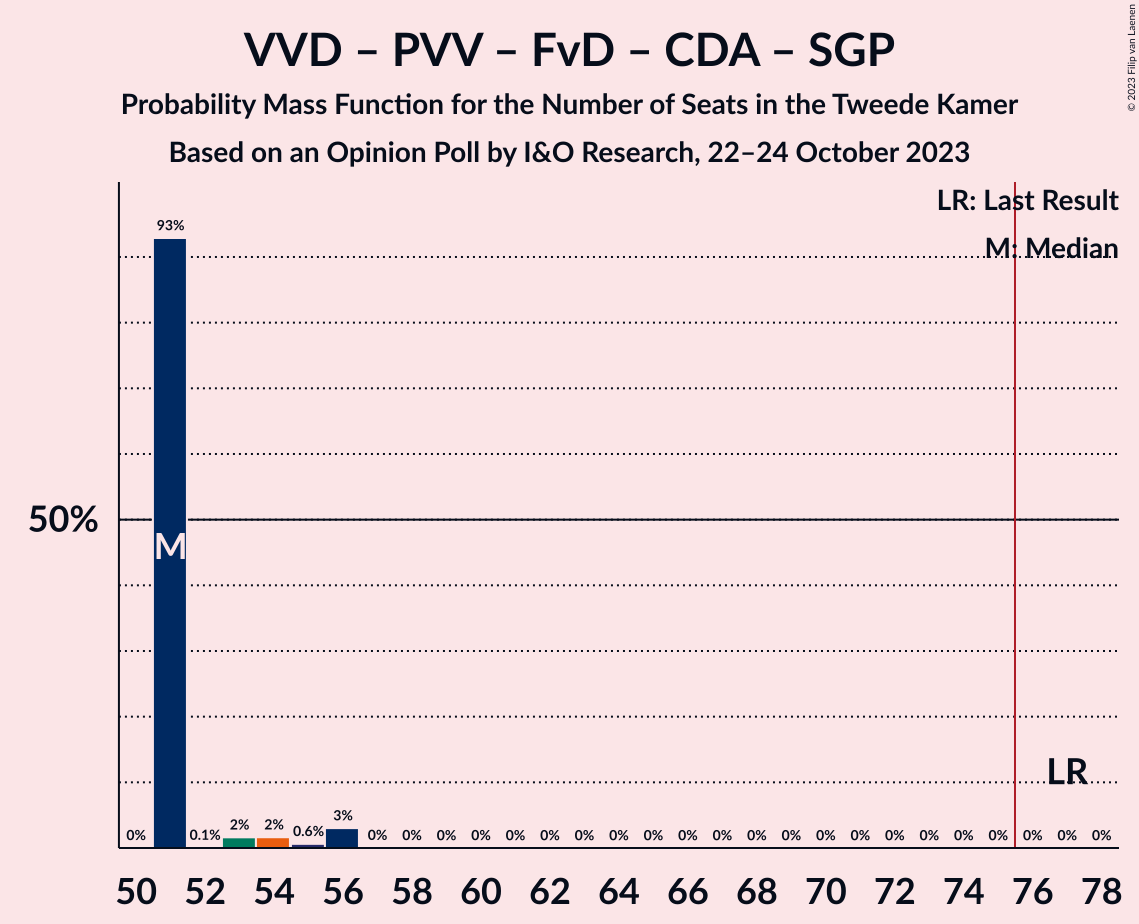 VVD – PVV – FvD – CDA – SGP
Probability Mass Function for the Number of Seats in the Tweede Kamer
Based on an Opinion Poll by I&O Research, 22–24 October 2023
© 2023 Filip van Laenen
LR: Last Result
M: Median
93%
50%
M
LR
0% 0.1% 2% 2% 0.6% 3% 0% 0% 0% 0% 0% 0% 0% 0% 0% 0% 0% 0% 0% 0% 0% 0% 0% 0% 0% 0% 0% 0%
50 52 54 56 58 60 62 64 66 68 70 72 74 76 78